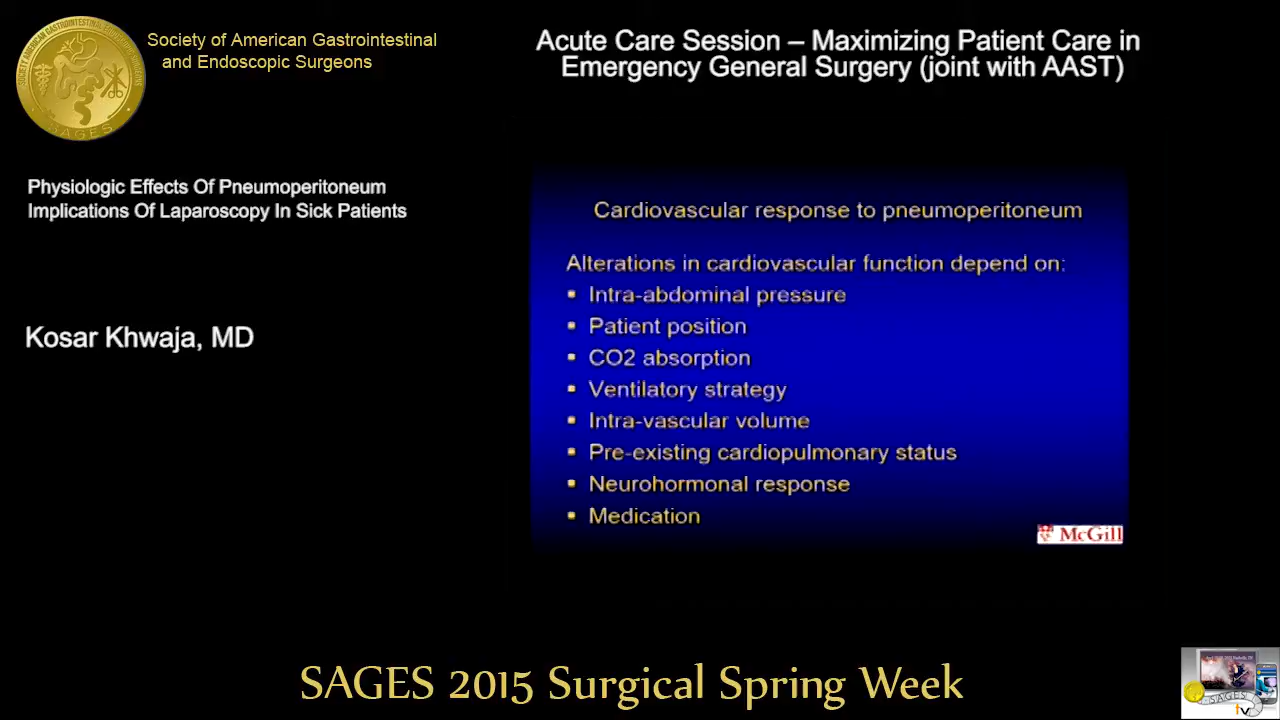 Society of American Gastrointestinal
and Endoscopic Surgeons
SAGES
Acute Care Session – Maximizing Patient Care in
Emergency General Surgery (joint with AAST)
Physiologic Effects Of Pneumoperitoneum
Implications Of Laparoscopy In Sick Patients
Kosar Khwaja, MD
Cardiovascular response to pneumoperitoneum
Alterations in cardiovascular function depend on:
▪ Intra-abdominal pressure
▪ Patient position
▪ CO2 absorption
▪ Ventilatory strategy
▪ Intra-vascular volume
▪ Pre-existing cardiopulmonary status
▪ Neurohormonal response
▪ Medication
McGill
SAGES 2015 Surgical Spring Week
SAGES
tv